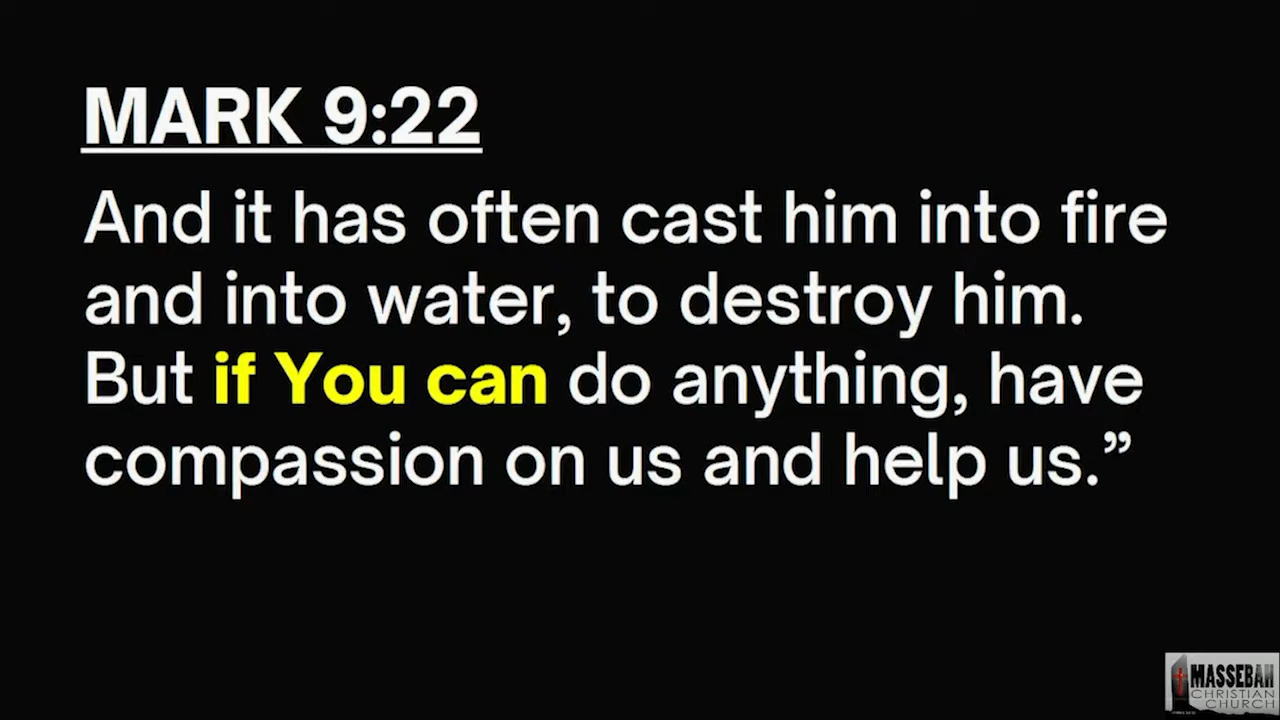 MARK 9:22
And it has often cast him into fire
and into water, to destroy him.
But if You can do anything, have
compassion on us and help us.”
MASSEBAH
CHRISTIAN
CHURCH